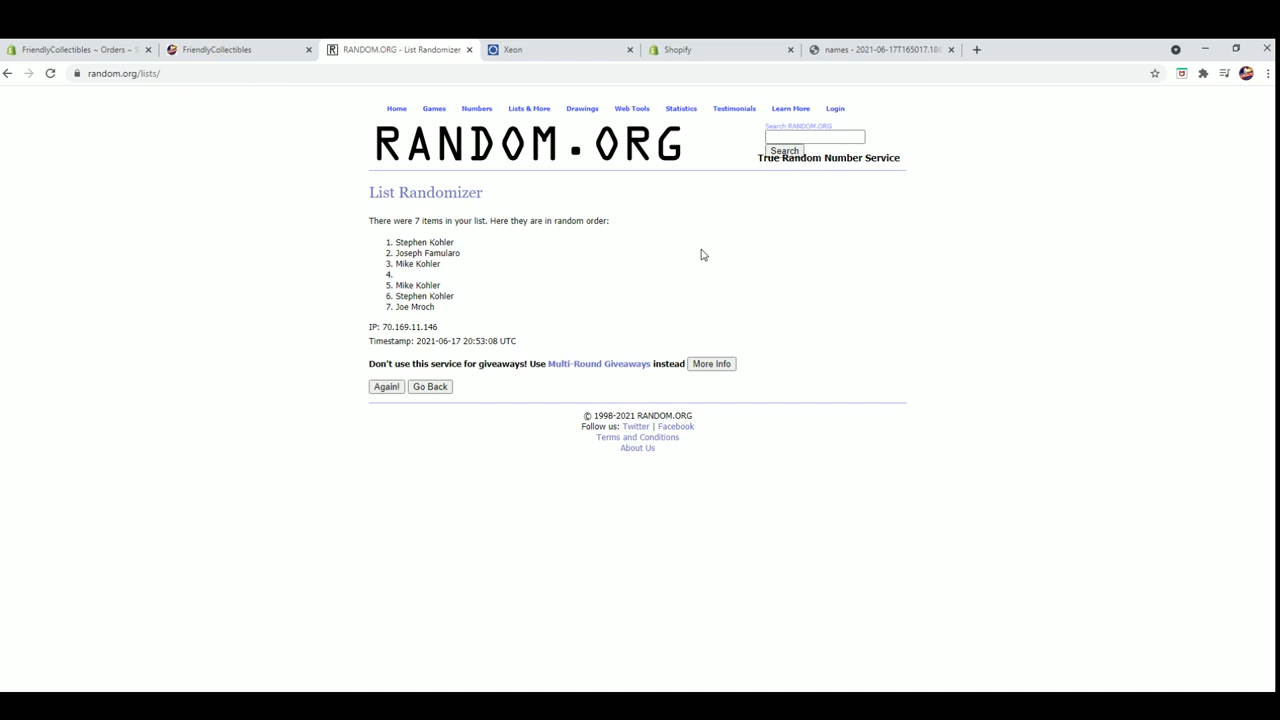 FriendlyCollectibles ~ Orders ~ S
FriendlyCollectibles
RANDOM.ORG - List Randomizer
Xeon
Shopify
names - 2021-06-17T165017.186
random.org/lists/
Home Games Numbers Lists & More Drawings Web Tools Statistics Testimonials Learn More Login
Search RANDOM.ORG
RANDOM.ORG
Search
True Random Number Service
List Randomizer
There were 7 items in your list. Here they are in random order:
1. Stephen Kohler
2. Joseph Famularo
3. Mike Kohler
4.
5. Mike Kohler
6. Stephen Kohler
7. Joe Mroch
IP: 70.169.11.146
Timestamp: 2021-06-17 20:53:08 UTC
Don't use this service for giveaways! Use Multi-Round Giveaways instead More Info
Again! Go Back
© 1998-2021 RANDOM.ORG
Follow us: Twitter | Facebook
Terms and Conditions
About Us